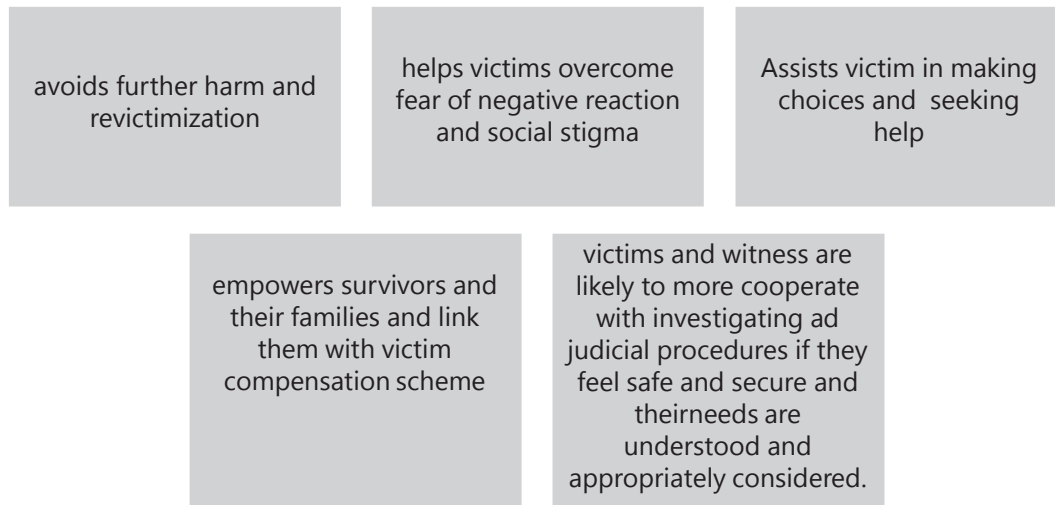 avoids further harm and
revictimization
helps victims overcome
fear of negative reaction
and social stigma
Assists victim in making
choices and seeking
help
empowers survivors and
their families and link
them with victim
compensation scheme
victims and witness are
likely to more cooperate
with investigating ad
judicial procedures if they
feel safe and secure and
theirneeds are
understood and
appropriately considered.